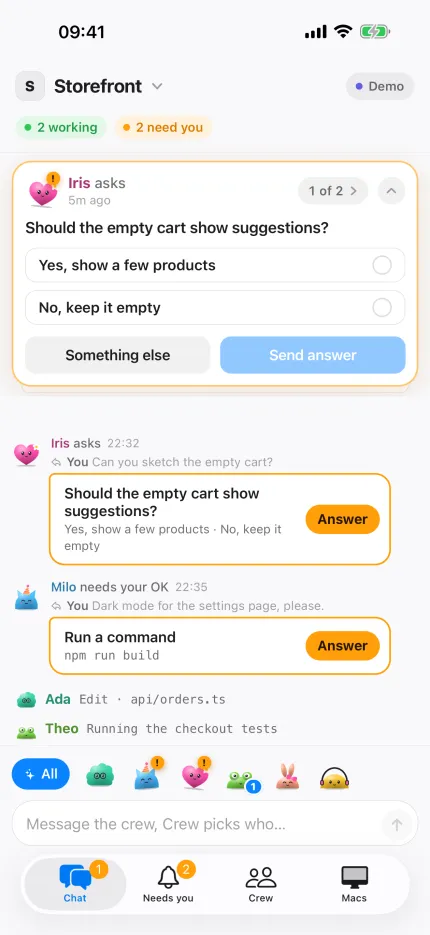 09:41
S Storefront Demo
2 working 2 need you
! Iris asks
5m ago
1 of 2
Should the empty cart show suggestions?
Yes, show a few products
No, keep it empty
Something else Send answer
Iris asks 22:32
You Can you sketch the empty cart?
Should the empty cart show
suggestions?
Yes, show a few products · No, keep it
empty
Answer
Milo needs your OK 22:35
You Dark mode for the settings page, please.
Run a command
npm run build
Answer
Ada Edit · api/orders.ts
Theo Running the checkout tests
All ! ! 1
Message the crew, Crew picks who...
1 2
Chat Needs you Crew Macs